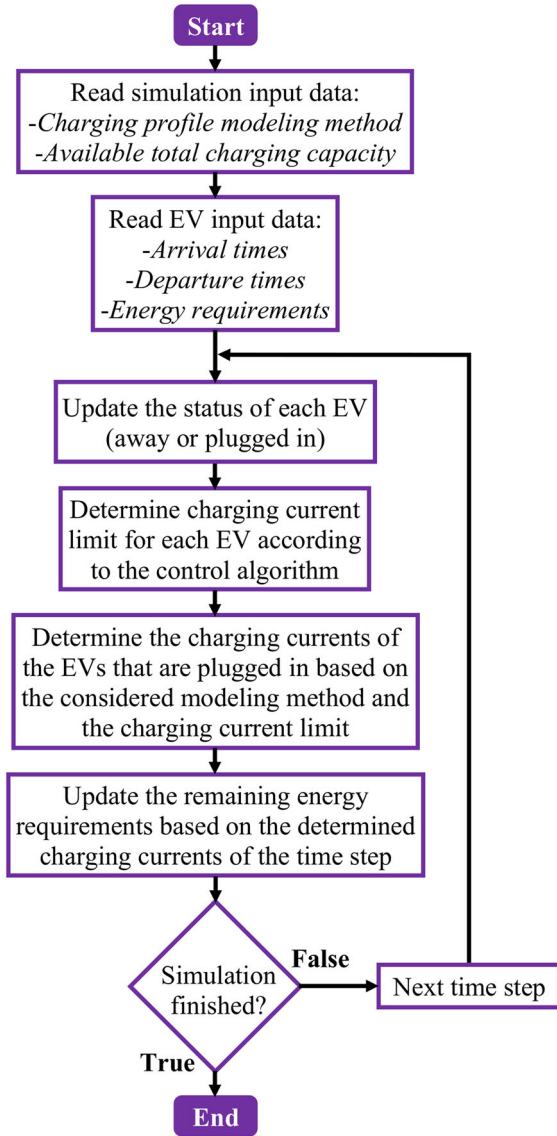 Start
Read simulation input data:
-Charging profile modeling method
-Available total charging capacity
Read EV input data:
-Arrival times
-Departure times
-Energy requirements
Update the status of each EV
(away or plugged in)
Determine charging current
limit for each EV according
to the control algorithm
Determine the charging currents of
the EVs that are plugged in based on
the considered modeling method and
the charging current limit
Update the remaining energy
requirements based on the determined
charging currents of the time step
Simulation
finished?
False
Next time step
True
End